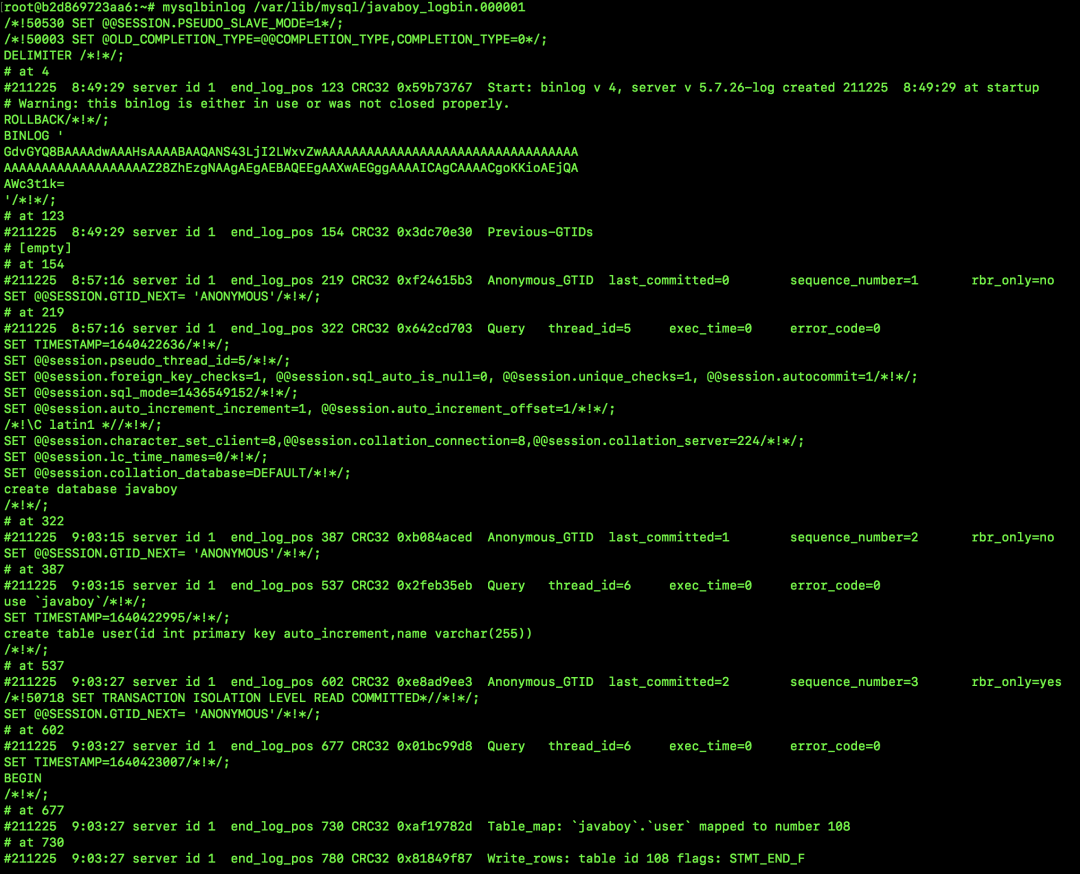 root@b2d869723aa6:~# mysqlbinlog /var/lib/mysql/javaboy_logbin.000001
/*!50530 SET @@SESSION.PSEUDO_SLAVE_MODE=1*/;
/*!50003 SET @OLD_COMPLETION_TYPE=@@COMPLETION_TYPE,COMPLETION_TYPE=0*/;
DELIMITER /*!*/;
# at 4
#211225  8:49:29 server id 1  end_log_pos 123 CRC32 0x59b73767  Start: binlog v 4, server v 5.7.26-log created 211225  8:49:29 at startup
# Warning: this binlog is either in use or was not closed properly.
ROLLBACK/*!*/;
BINLOG '
GdvGYQ8BAAAAdwAAAHsAAAABAAQANS43LjI2LWxvZwAAAAAAAAAAAAAAAAAAAAAAAAAAAAAAAAAA
AAAAAAAAAAAAAAAAAAAZ28ZhEzgNAAgAEgAEBAQEEgAAXwAEGggAAAAICAgCAAAACgoKKioAEjQA
AWc3t1k=
'/*!*/;
# at 123
#211225  8:49:29 server id 1  end_log_pos 154 CRC32 0x3dc70e30  Previous-GTIDs
# [empty]
# at 154
#211225  8:57:16 server id 1  end_log_pos 219 CRC32 0xf24615b3  Anonymous_GTID  last_committed=0        sequence_number=1       rbr_only=no
SET @@SESSION.GTID_NEXT= 'ANONYMOUS'/*!*/;
# at 219
#211225  8:57:16 server id 1  end_log_pos 322 CRC32 0x642cd703  Query   thread_id=5     exec_time=0     error_code=0
SET TIMESTAMP=1640422636/*!*/;
SET @@session.pseudo_thread_id=5/*!*/;
SET @@session.foreign_key_checks=1, @@session.sql_auto_is_null=0, @@session.unique_checks=1, @@session.autocommit=1/*!*/;
SET @@session.sql_mode=1436549152/*!*/;
SET @@session.auto_increment_increment=1, @@session.auto_increment_offset=1/*!*/;
/*!\C latin1 *//*!*/;
SET @@session.character_set_client=8,@@session.collation_connection=8,@@session.collation_server=224/*!*/;
SET @@session.lc_time_names=0/*!*/;
SET @@session.collation_database=DEFAULT/*!*/;
create database javaboy
/*!*/;
# at 322
#211225  9:03:15 server id 1  end_log_pos 387 CRC32 0xb084aced  Anonymous_GTID  last_committed=1        sequence_number=2       rbr_only=no
SET @@SESSION.GTID_NEXT= 'ANONYMOUS'/*!*/;
# at 387
#211225  9:03:15 server id 1  end_log_pos 537 CRC32 0x2feb35eb  Query   thread_id=6     exec_time=0     error_code=0
use `javaboy`/*!*/;
SET TIMESTAMP=1640422995/*!*/;
create table user(id int primary key auto_increment,name varchar(255))
/*!*/;
# at 537
#211225  9:03:27 server id 1  end_log_pos 602 CRC32 0xe8ad9ee3  Anonymous_GTID  last_committed=2        sequence_number=3       rbr_only=yes
/*!50718 SET TRANSACTION ISOLATION LEVEL READ COMMITTED*//*!*/;
SET @@SESSION.GTID_NEXT= 'ANONYMOUS'/*!*/;
# at 602
#211225  9:03:27 server id 1  end_log_pos 677 CRC32 0x01bc99d8  Query   thread_id=6     exec_time=0     error_code=0
SET TIMESTAMP=1640423007/*!*/;
BEGIN
/*!*/;
# at 677
#211225  9:03:27 server id 1  end_log_pos 730 CRC32 0xaf19782d  Table_map: `javaboy`.`user` mapped to number 108
# at 730
#211225  9:03:27 server id 1  end_log_pos 780 CRC32 0x81849f87  Write_rows: table id 108 flags: STMT_END_F